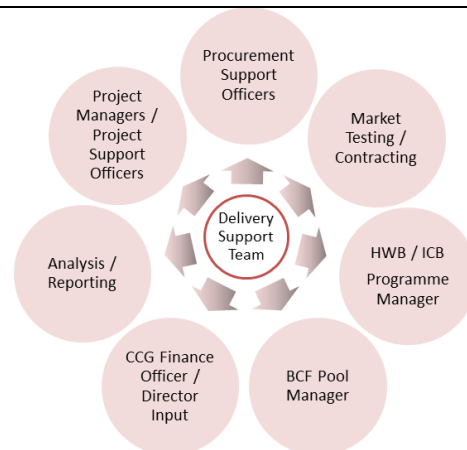 Procurement
Support
Officers
Market
Testing /
Contracting
HWB / ICB
Programme
Manager
BCF Pool
Manager
CCG Finance
Officer /
Director
Input
Analysis /
Reporting
Project
Managers /
Project
Support
Officers
Delivery
Support
Team